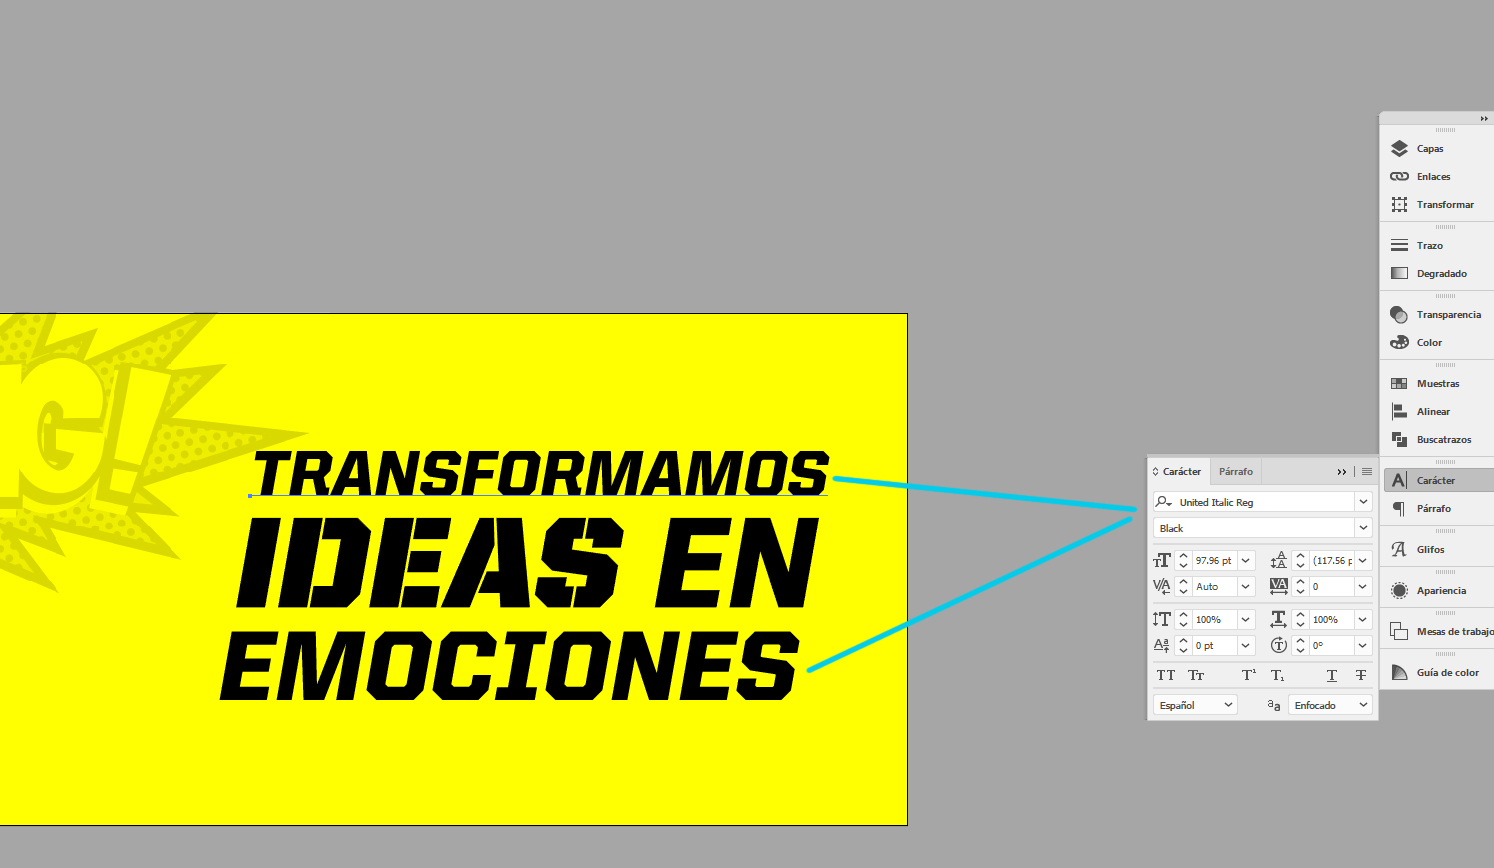 Capas
Enlaces
Transformar
Trazo
Degradado
Transparencia
Color
Muestras
Alinear
Buscatrazos
Carácter
Párrafo
Glifos
Apariencia
Mesas de trabajo
Guía de color
G!
TRANSFORMAMOS
IDEAS EN
EMOCIONES
Carácter Párrafo
United Italic Reg
Black
97.96 pt (117.56 p
Auto 0
100% 100%
0 pt 0°
Español Enfocado